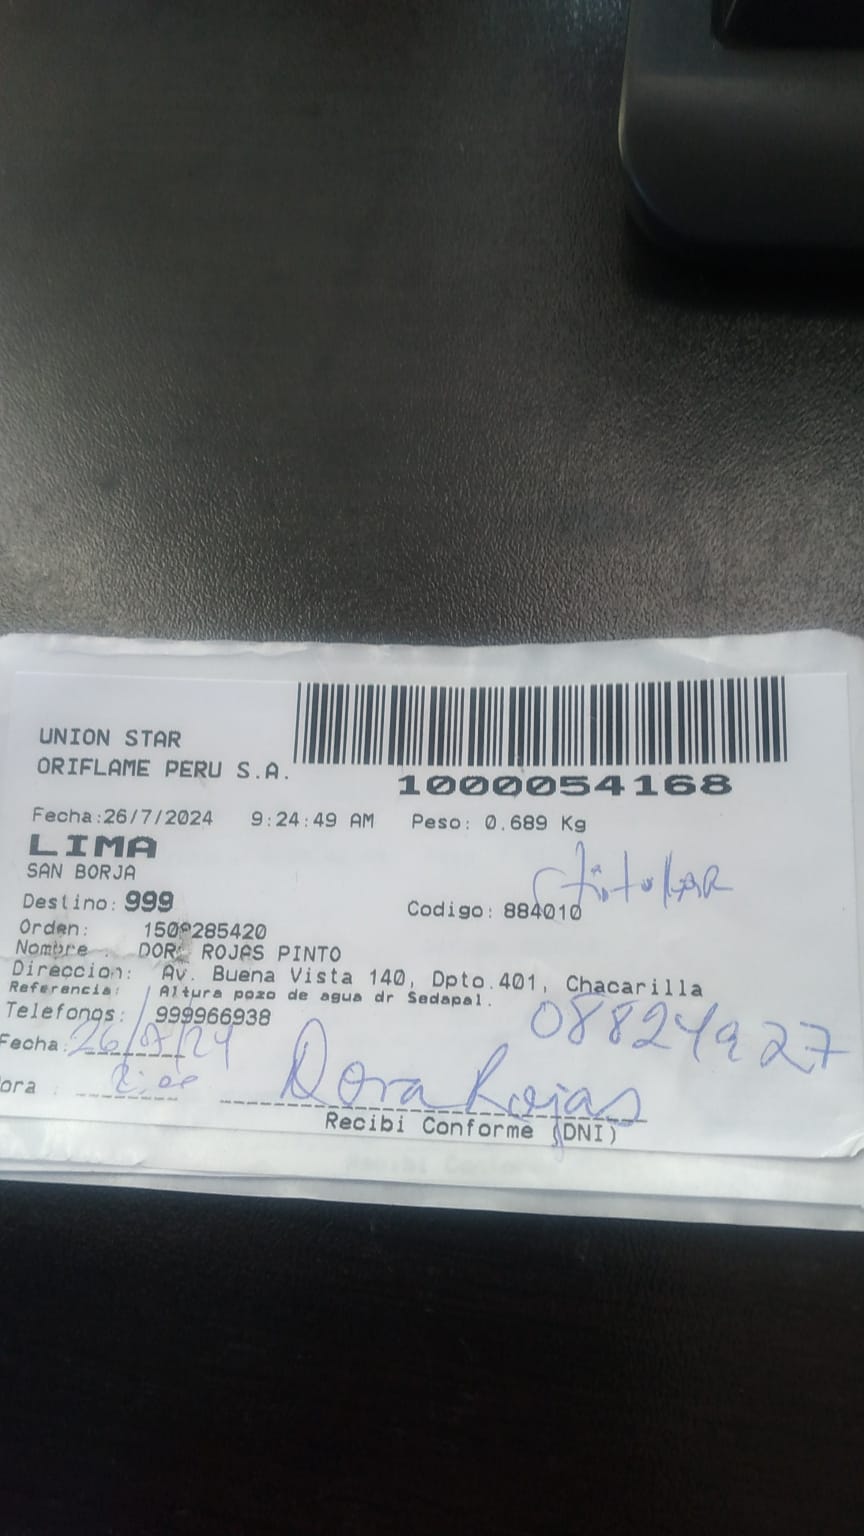 UNION STAR
ORIFLAME PERU S.A.
1000054168
Fecha:26/7/2024 9:24:49 AM Peso: 0.689 Kg
LIMA
SAN BORJA
titular
Destino: 999 Codigo: 884010
Orden: 285420
Nombre ROJAS PINTO
Direccion: Av. Buena Vista 140, Dpto.401, Chacarilla
Referencia: Altura pozo de agua dr Sedapal.
Telefonos: 999966938
Fecha: 26/07/24
Dora Rojas
Recibi Conforme (DNI)